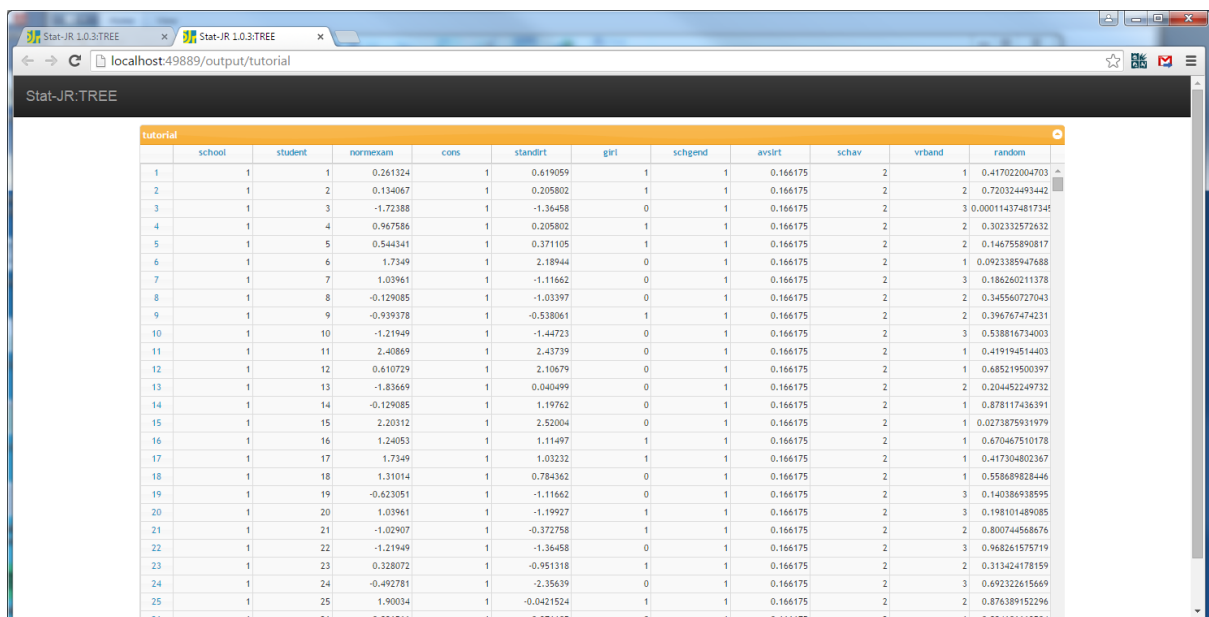 Stat-JR 1.0.3:TREE × Stat-JR 1.0.3:TREE ×
localhost:49889/output/tutorial
Stat-JR:TREE
tutorial
school student normexam cons standlrt girl schgend avslrt schav vrband random
1 1 1 0.261324 1 0.619059 1 1 0.166175 2 1 0.417022004703
2 1 2 0.134067 1 0.205802 1 1 0.166175 2 2 0.720324493442
3 1 3 -1.72388 1 -1.36458 0 1 0.166175 2 3 0.00011437481734
4 1 4 0.967586 1 0.205802 1 1 0.166175 2 2 0.302332572632
5 1 5 0.544341 1 0.371105 1 1 0.166175 2 2 0.146755890817
6 1 6 1.7349 1 2.18944 0 1 0.166175 2 1 0.0923385947688
7 1 7 1.03961 1 -1.11662 0 1 0.166175 2 3 0.186260211378
8 1 8 -0.129085 1 -1.03397 0 1 0.166175 2 2 0.345560727043
9 1 9 -0.939378 1 -0.538061 1 1 0.166175 2 2 0.396767474231
10 1 10 -1.21949 1 -1.44723 0 1 0.166175 2 3 0.538816734003
11 1 11 2.40869 1 2.43739 0 1 0.166175 2 1 0.419194514403
12 1 12 0.610729 1 2.10679 0 1 0.166175 2 1 0.685219500397
13 1 13 -1.83669 1 0.040499 0 1 0.166175 2 2 0.204452249732
14 1 14 -0.129085 1 1.19762 0 1 0.166175 2 1 0.878117436391
15 1 15 2.20312 1 2.52004 0 1 0.166175 2 1 0.0273875931979
16 1 16 1.24053 1 1.11497 1 1 0.166175 2 1 0.670467510178
17 1 17 1.7349 1 1.03232 1 1 0.166175 2 1 0.417304802367
18 1 18 1.31014 1 0.784362 0 1 0.166175 2 1 0.558689828446
19 1 19 -0.623051 1 -1.11662 0 1 0.166175 2 3 0.140386938595
20 1 20 1.03961 1 -1.19927 1 1 0.166175 2 3 0.198101489085
21 1 21 -1.02907 1 -0.372758 1 1 0.166175 2 2 0.800744568676
22 1 22 -1.21949 1 -1.36458 0 1 0.166175 2 3 0.968261575719
23 1 23 0.328072 1 -0.951318 1 1 0.166175 2 2 0.313424178159
24 1 24 -0.492781 1 -2.35639 0 1 0.166175 2 3 0.692322615669
25 1 25 1.90034 1 -0.0421524 1 1 0.166175 2 2 0.876389152296